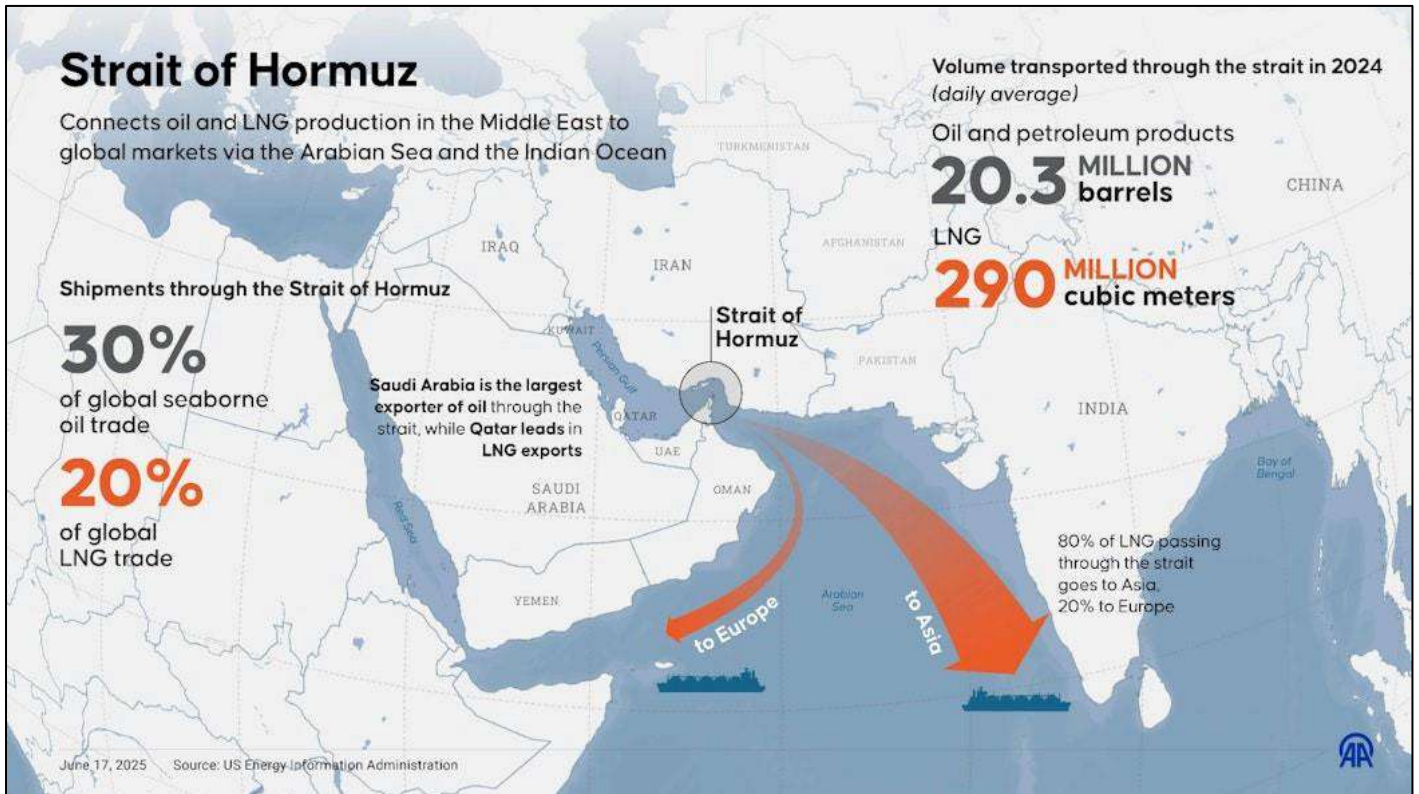 Strait of Hormuz
Connects oil and LNG production in the Middle East to
global markets via the Arabian Sea and the Indian Ocean
Volume transported through the strait in 2024
(daily average)
Oil and petroleum products
20.3 MILLION
barrels
LNG
290 MILLION
cubic meters
Shipments through the Strait of Hormuz
30%
of global seaborne
oil trade
20%
of global
LNG trade
Saudi Arabia is the largest
exporter of oil through the
strait, while Qatar leads in
LNG exports
Strait of
Hormuz
TURKMENISTAN
CHINA
IRAQ
IRAN
AFGHANISTAN
KUWAIT
Persian Gulf
PAKISTAN
QATAR
UAE
INDIA
SAUDI
ARABIA
OMAN
Red Sea
YEMEN
Arabian
Sea
Bay of
Bengal
to Europe
to Asia
80% of LNG passing
through the strait
goes to Asia,
20% to Europe
June 17, 2025 Source: US Energy Information Administration
AA